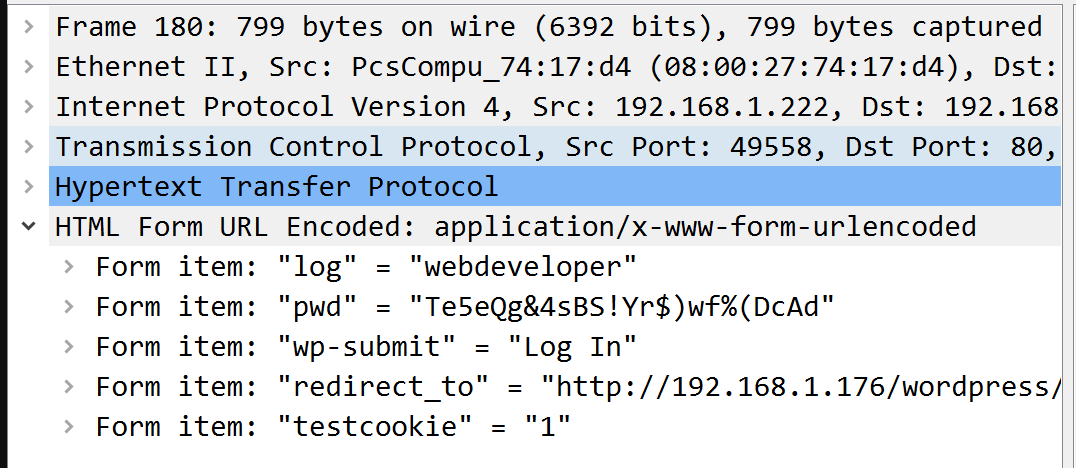 Frame 180: 799 bytes on wire (6392 bits), 799 bytes captured
Ethernet II, Src: PcsCompu_74:17:d4 (08:00:27:74:17:d4), Dst:
Internet Protocol Version 4, Src: 192.168.1.222, Dst: 192.168
Transmission Control Protocol, Src Port: 49558, Dst Port: 80,
Hypertext Transfer Protocol
HTML Form URL Encoded: application/x-www-form-urlencoded
Form item: "log" = "webdeveloper"
Form item: "pwd" = "Te5eQg&4sBS!Yr$)wf%(DcAd"
Form item: "wp-submit" = "Log In"
Form item: "redirect_to" = "http://192.168.1.176/wordpress/
Form item: "testcookie" = "1"